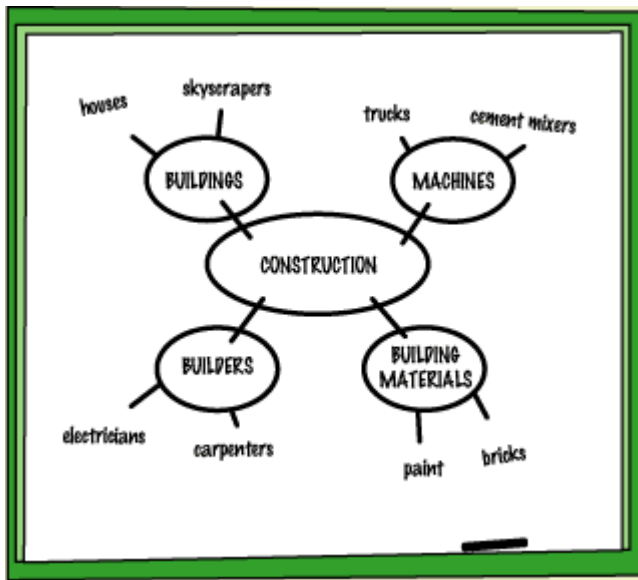 skyscrapers
houses
trucks
cement mixers
BUILDINGS
MACHINES
CONSTRUCTION
BUILDERS
BUILDING
MATERIALS
electricians
carpenters
paint
bricks